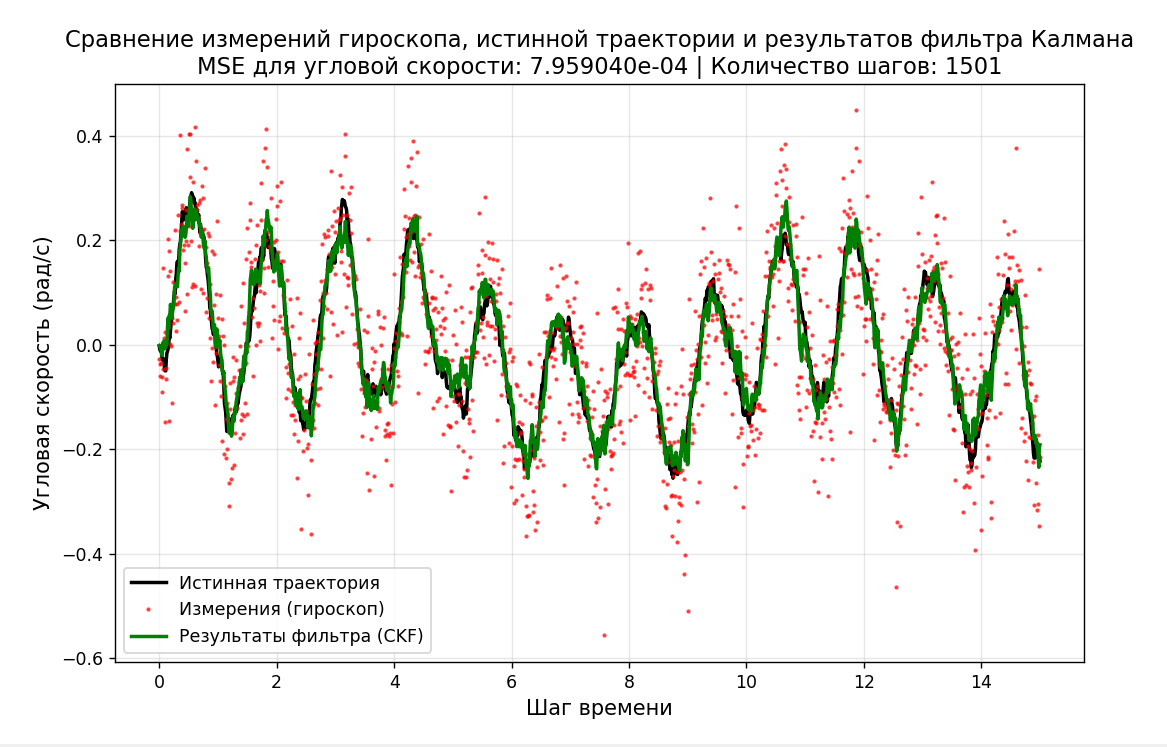 Сравнение измерений гироскопа, истинной траектории и результатов фильтра Калмана
MSE для угловой скорости: 7.959040e-04 | Количество шагов: 1501
Угловая скорость (рад/с)
0.4
0.2
0.0
−0.2
−0.4
−0.6
Истинная траектория
Измерения (гироскоп)
Результаты фильтра (CKF)
0 2 4 6 8 10 12 14
Шаг времени